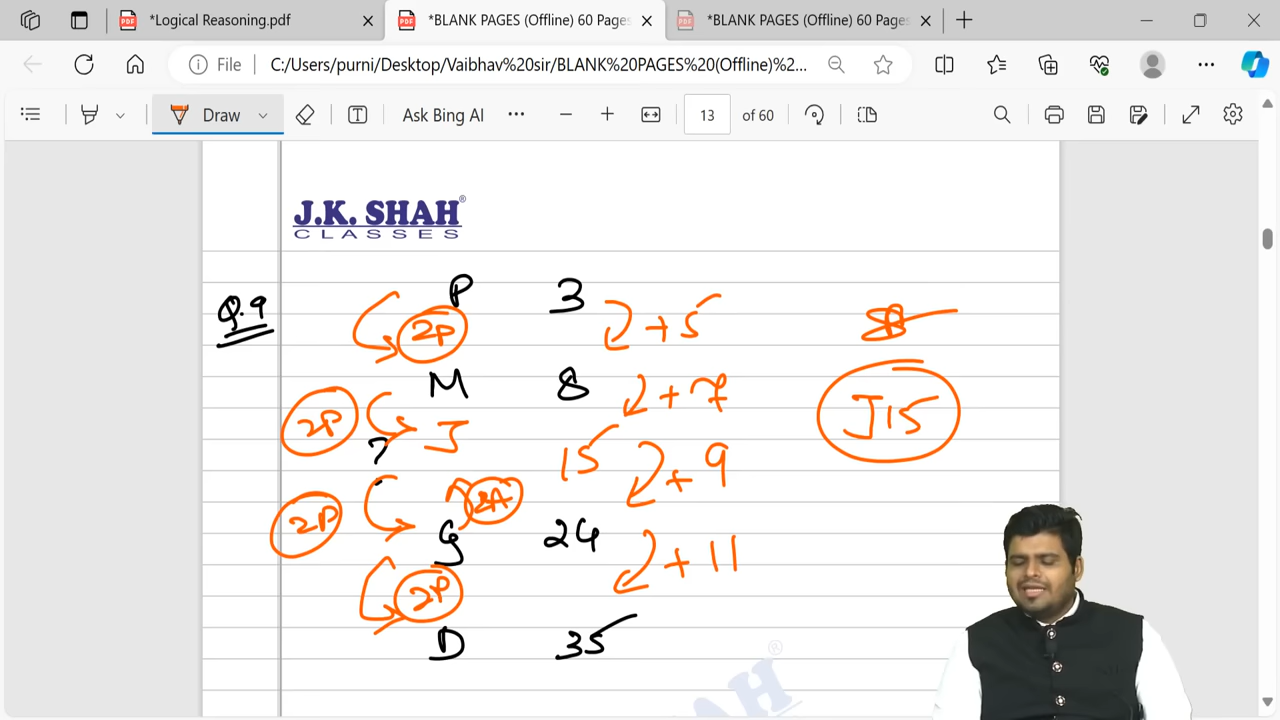 *Logical Reasoning.pdf
*BLANK PAGES (Offline) 60 Pages
*BLANK PAGES (Offline) 60 Pages
File C:/Users/purni/Desktop/Vaibhav%20sir/BLANK%20PAGES%20(Offline)%2...
Draw Ask Bing AI 13 of 60
J.K. SHAH®
CLASSES
Q.9 P 3
2P +5
M 8
2P +7
? J 15 J15
2P 2A +9
G 24
2P +11
D 35